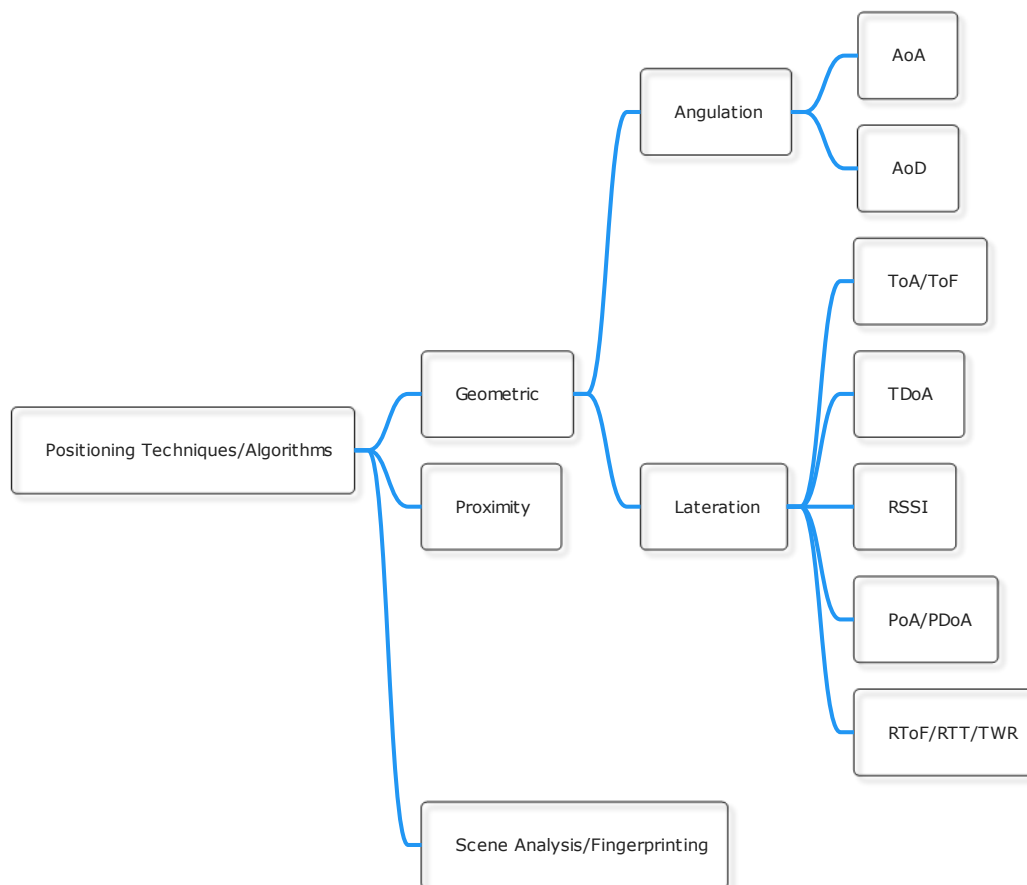 AoA
Angulation
AoD
ToA/ToF
Geometric
TDoA
Positioning Techniques/Algorithms
Proximity
Lateration
RSSI
PoA/PDoA
RToF/RTT/TWR
Scene Analysis/Fingerprinting